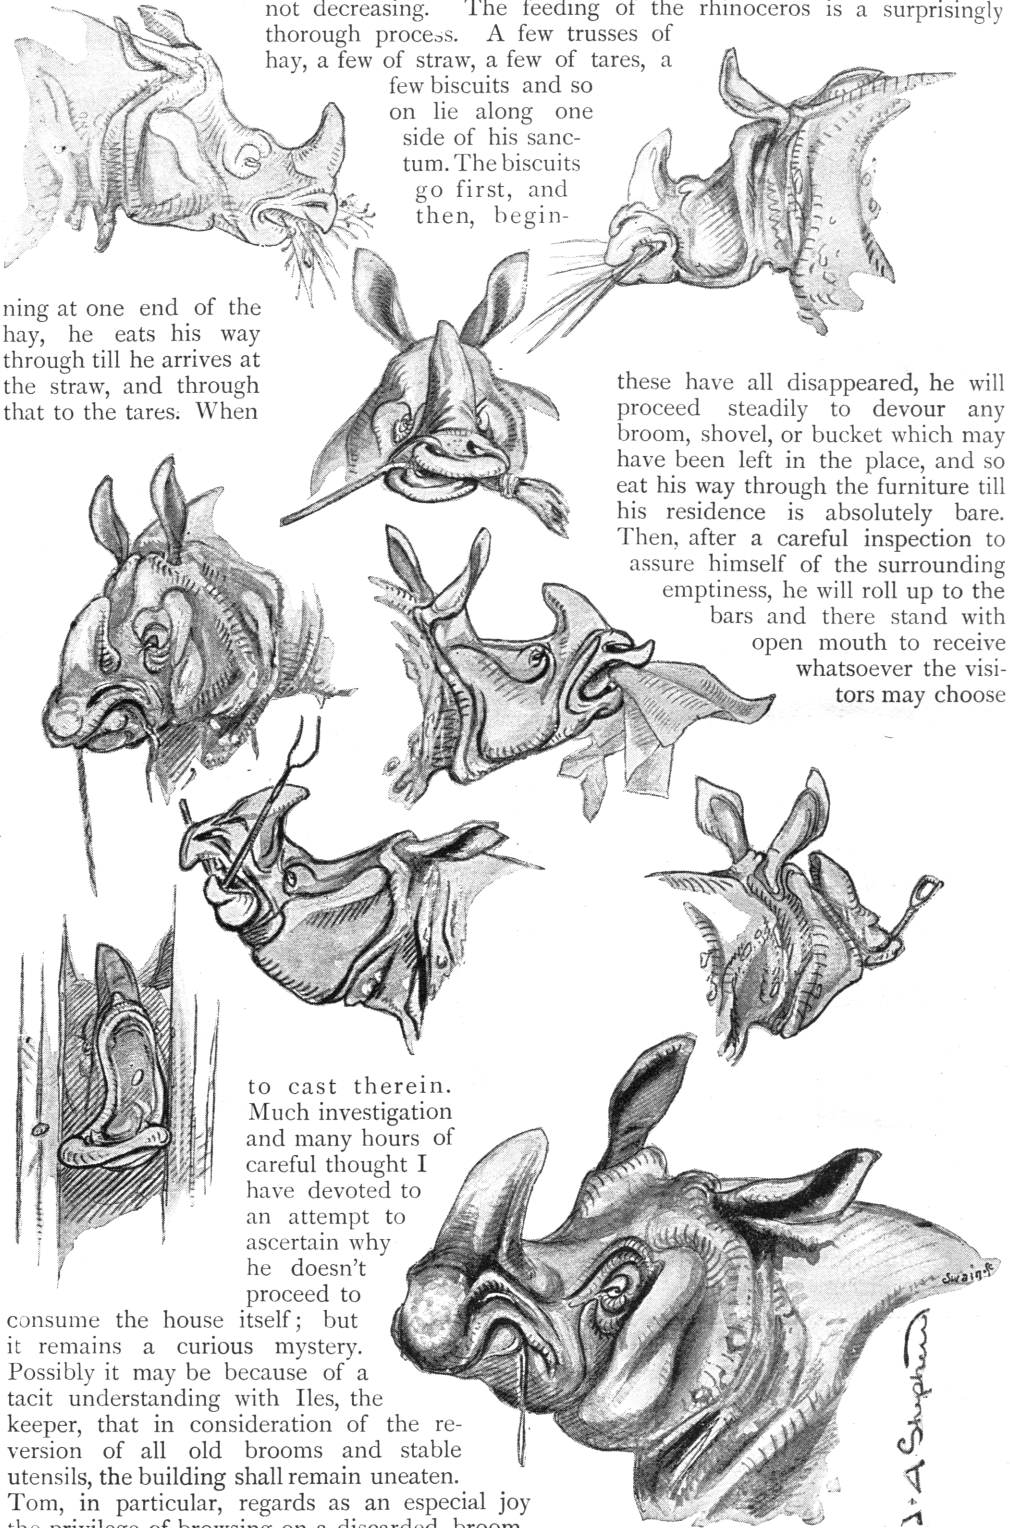 not decreasing. The feeding of the rhinoceros is a surprisingly
thorough process. A few trusses of
hay, a few of straw, a few of tares, a
few biscuits and so
on lie along one
side of his sanc-
tum. The biscuits
go first, and
then, begin-
ning at one end of the
hay, he eats his way
through till he arrives at
the straw, and through
that to the tares. When
these have all disappeared, he will
proceed steadily to devour any
broom, shovel, or bucket which may
have been left in the place, and so
eat his way through the furniture till
his residence is absolutely bare.
Then, after a careful inspection to
assure himself of the surrounding
emptiness, he will roll up to the
bars and there stand with
open mouth to receive
whatsoever the visi-
tors may choose
to cast therein.
Much investigation
and many hours of
careful thought I
have devoted to
an attempt to
ascertain why
he doesn't
proceed to
consume the house itself; but
it remains a curious mystery.
Possibly it may be because of a
tacit understanding with Iles, the
keeper, that in consideration of the re-
version of all old brooms and stable
utensils, the building shall remain uneaten.
Tom, in particular, regards as an especial joy
the privilege of browsing on a discarded broom
Swain Sc
J. A. Shepherd